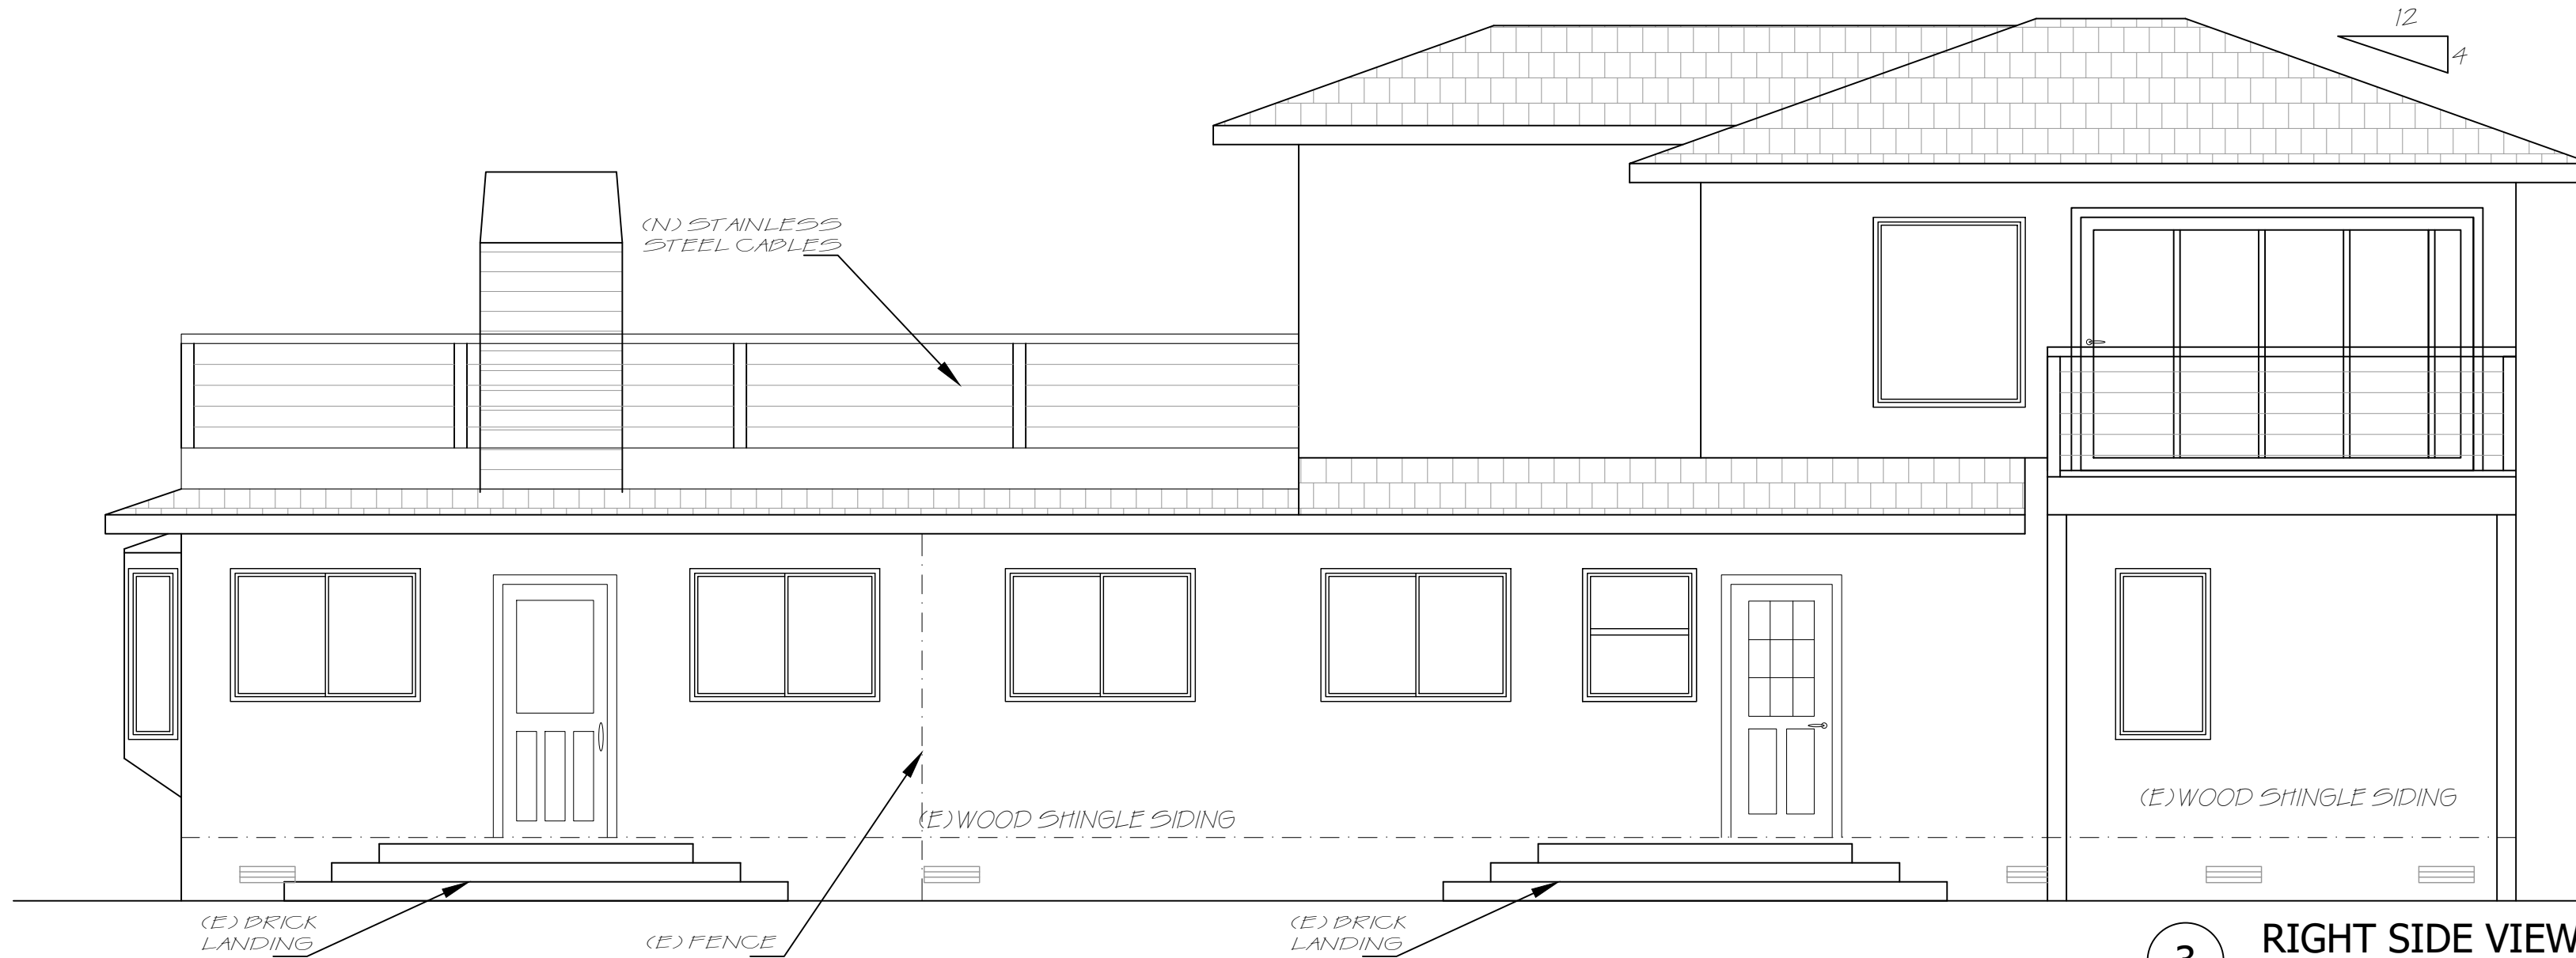 12
4
(N) STAINLESS
STEEL CABLES
(E) WOOD SHINGLE SIDING
(E) WOOD SHINGLE SIDING
(E) BRICK
LANDING
(E) FENCE
(E) BRICK
LANDING
3
RIGHT SIDE VIEW